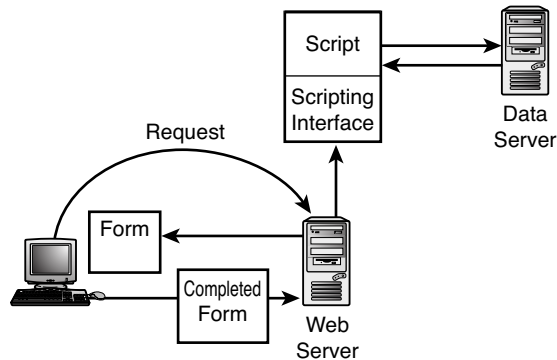 Script
Scripting
Interface
Data
Server
Request
Form
Completed
Form
Web
Server